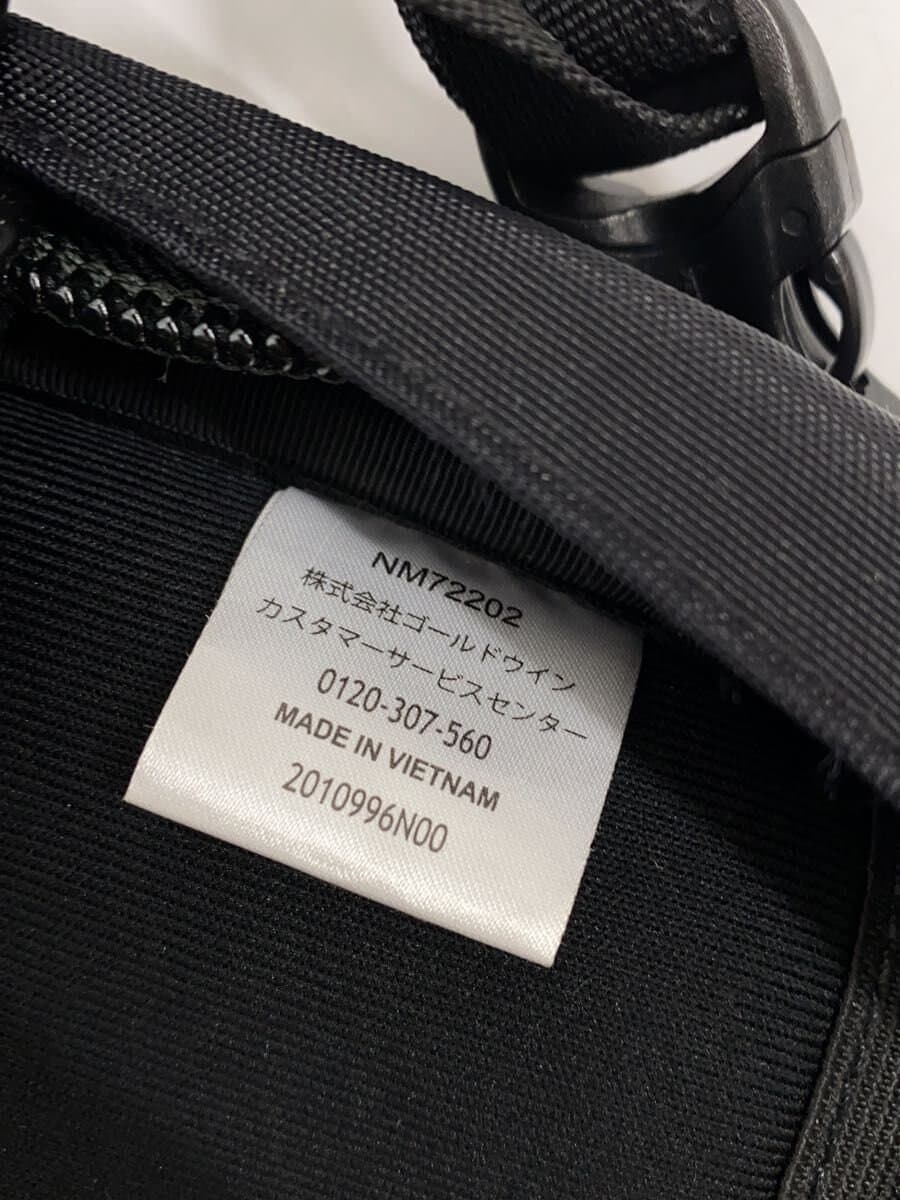 NM72202
株式会社ゴールドウイン
カスタマーサービスセンター
0120-307-560
MADE IN VIETNAM
2010996N00